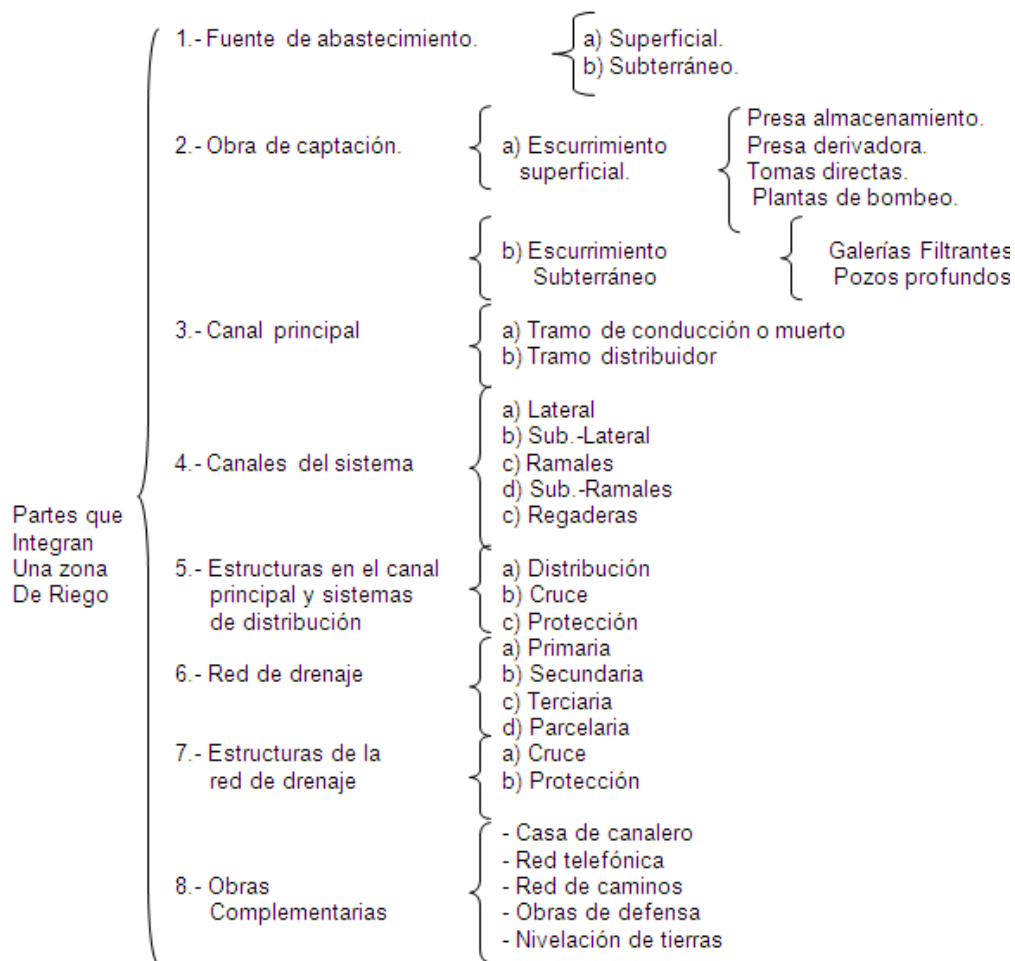 Partes que
Integran
Una zona
De Riego
1.- Fuente de abastecimiento.
a) Superficial.
b) Subterráneo.
2.- Obra de captación.
a) Escurrimiento
superficial.
Presa almacenamiento.
Presa derivadora.
Tomas directas.
Plantas de bombeo.
b) Escurrimiento
Subterráneo
Galerías Filtrantes
Pozos profundos
3.- Canal principal
a) Tramo de conducción o muerto
b) Tramo distribuidor
4.- Canales del sistema
a) Lateral
b) Sub.-Lateral
c) Ramales
d) Sub.-Ramales
c) Regaderas
5.- Estructuras en el canal
principal y sistemas
de distribución
a) Distribución
b) Cruce
c) Protección
6.- Red de drenaje
a) Primaria
b) Secundaria
c) Terciaria
d) Parcelaria
7.- Estructuras de la
red de drenaje
a) Cruce
b) Protección
8.- Obras
Complementarias
- Casa de canalero
- Red telefónica
- Red de caminos
- Obras de defensa
- Nivelación de tierras